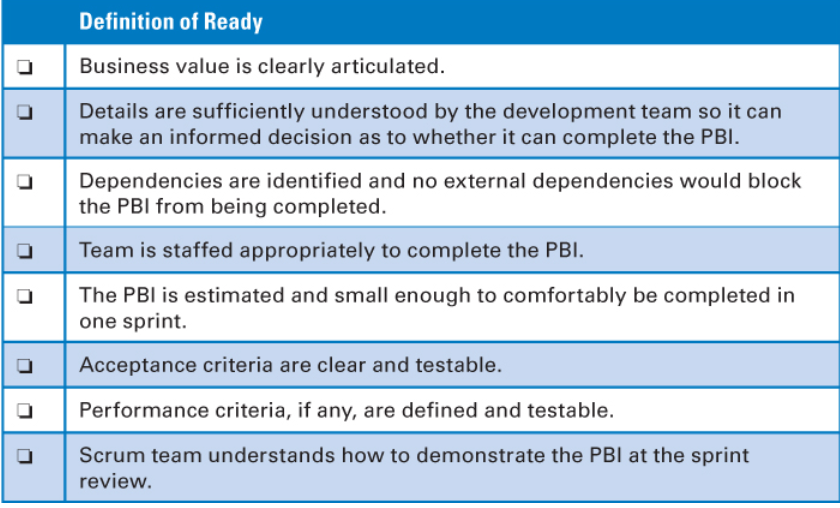 Definition of Ready
❏ Business value is clearly articulated.
❏ Details are sufficiently understood by the development team so it can
make an informed decision as to whether it can complete the PBI.
❏ Dependencies are identified and no external dependencies would block
the PBI from being completed.
❏ Team is staffed appropriately to complete the PBI.
❏ The PBI is estimated and small enough to comfortably be completed in
one sprint.
❏ Acceptance criteria are clear and testable.
❏ Performance criteria, if any, are defined and testable.
❏ Scrum team understands how to demonstrate the PBI at the sprint
review.